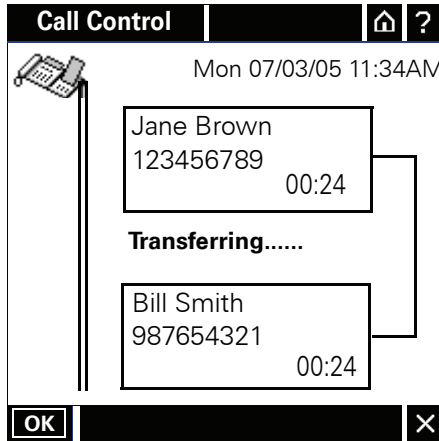 Call Control
?
Mon 07/03/05 11:34AM
Jane Brown
123456789
00:24
Transferring......
Bill Smith
987654321
00:24
OK